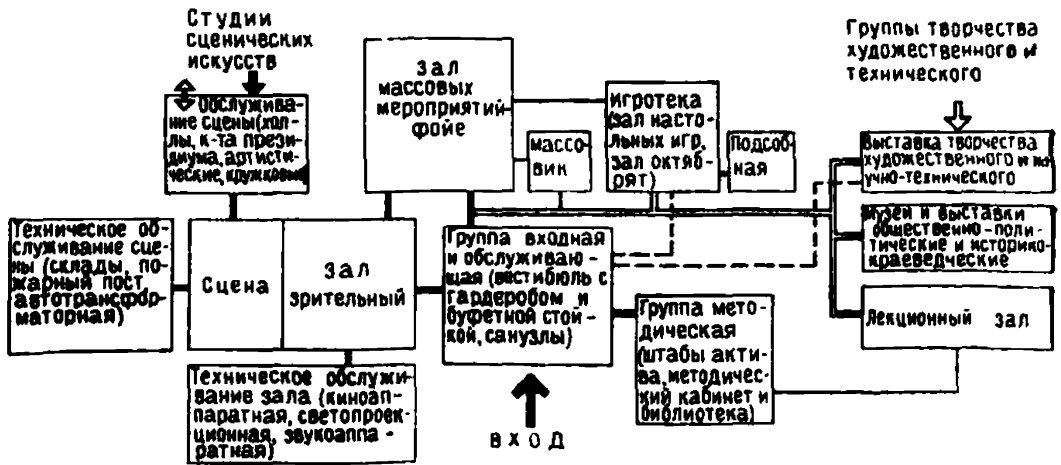 Студии
сценических
искусств
Группы творчества
художественного и
технического
обслужива-
ние сцены(хол-
лы, к-та прези-
диума, артисти-
ческие, кружковые
зал
массовых
мероприятий
фойе
игротека
(зал насто-
льных игр,
зал октяб-
рят)
массо-
вик
подсоб-
ная
Выставка творчества
художественного и на-
учно-технического
Музеи и выставки
общественно-поли-
тические и историко-
краеведческие
Лекционный зал
Техническое об-
служивание сце-
ны (склады, по-
жарный пост,
автотрансфор-
маторная)
Сцена
зал
зрительный
Группа входная
и обслуживаю-
щая (вестибюль с
гардеробом и
буфетной стой-
кой, санузлы)
Группа мето-
дическая
(штабы акти-
ва, методичес-
кий кабинет и
библиотека)
Техническое обслужи-
вание зала (киноап-
паратная, светопроек-
ционная, звукоаппа-
ратная)
ВХОД